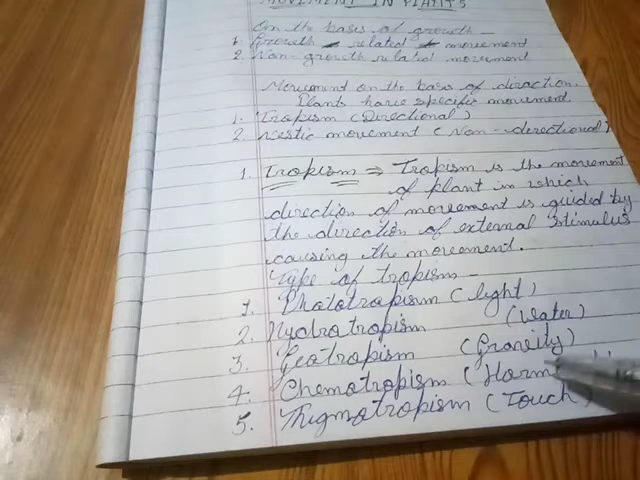 MOVEMENT IN PLANTS
On the basis of growth -
1. Growth related movement
2. Non-growth related movement
Movement on the basis of diraction.
Plants have specific movement
1. Tropism (Directional)
2. Nestic movement (Non-directional)
1. Tropism ⇒ Tropism is the movement
of plant in which
direction of movement is guided by
the direction of external stimulus
causing the movement.
Type of tropism -
1. Phototropism (light)
2. Hydrotropism (Water)
3. Geotropism (Gravity)
4. Chemotropism
5. Thigmotropism (Touch)